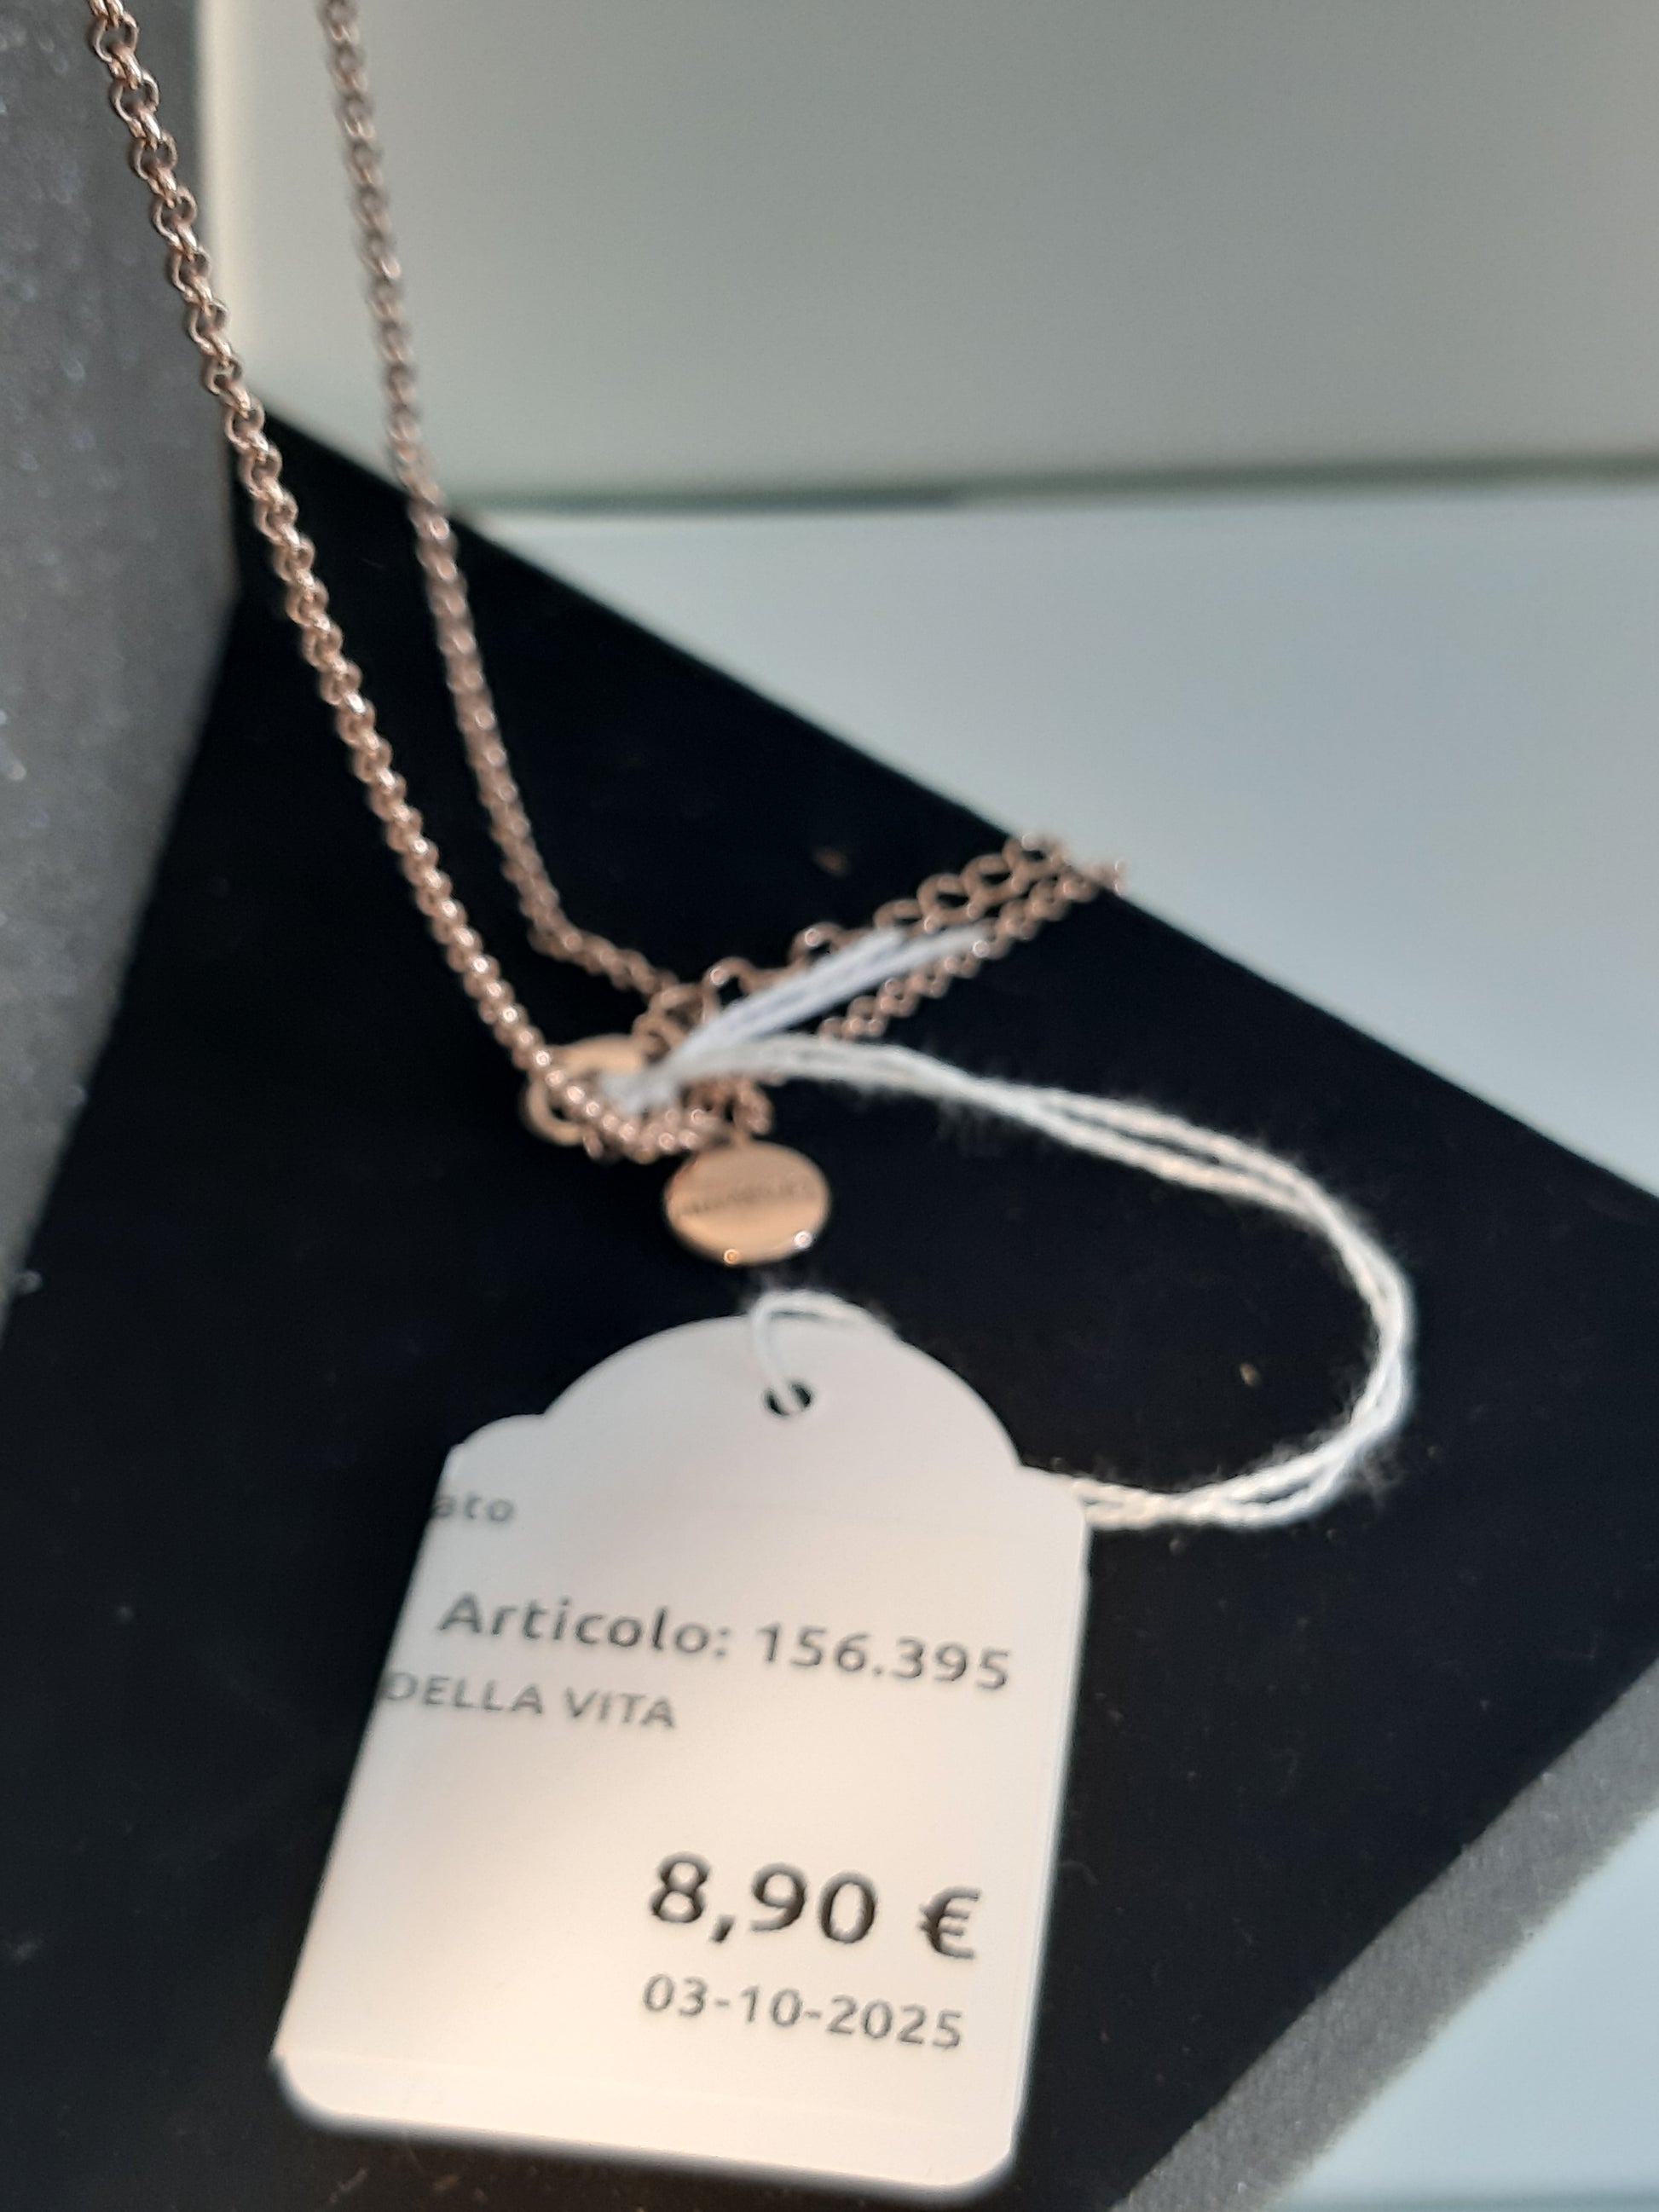 ato
Articolo: 156.395
DELLA VITA
8,90 €
03-10-2025